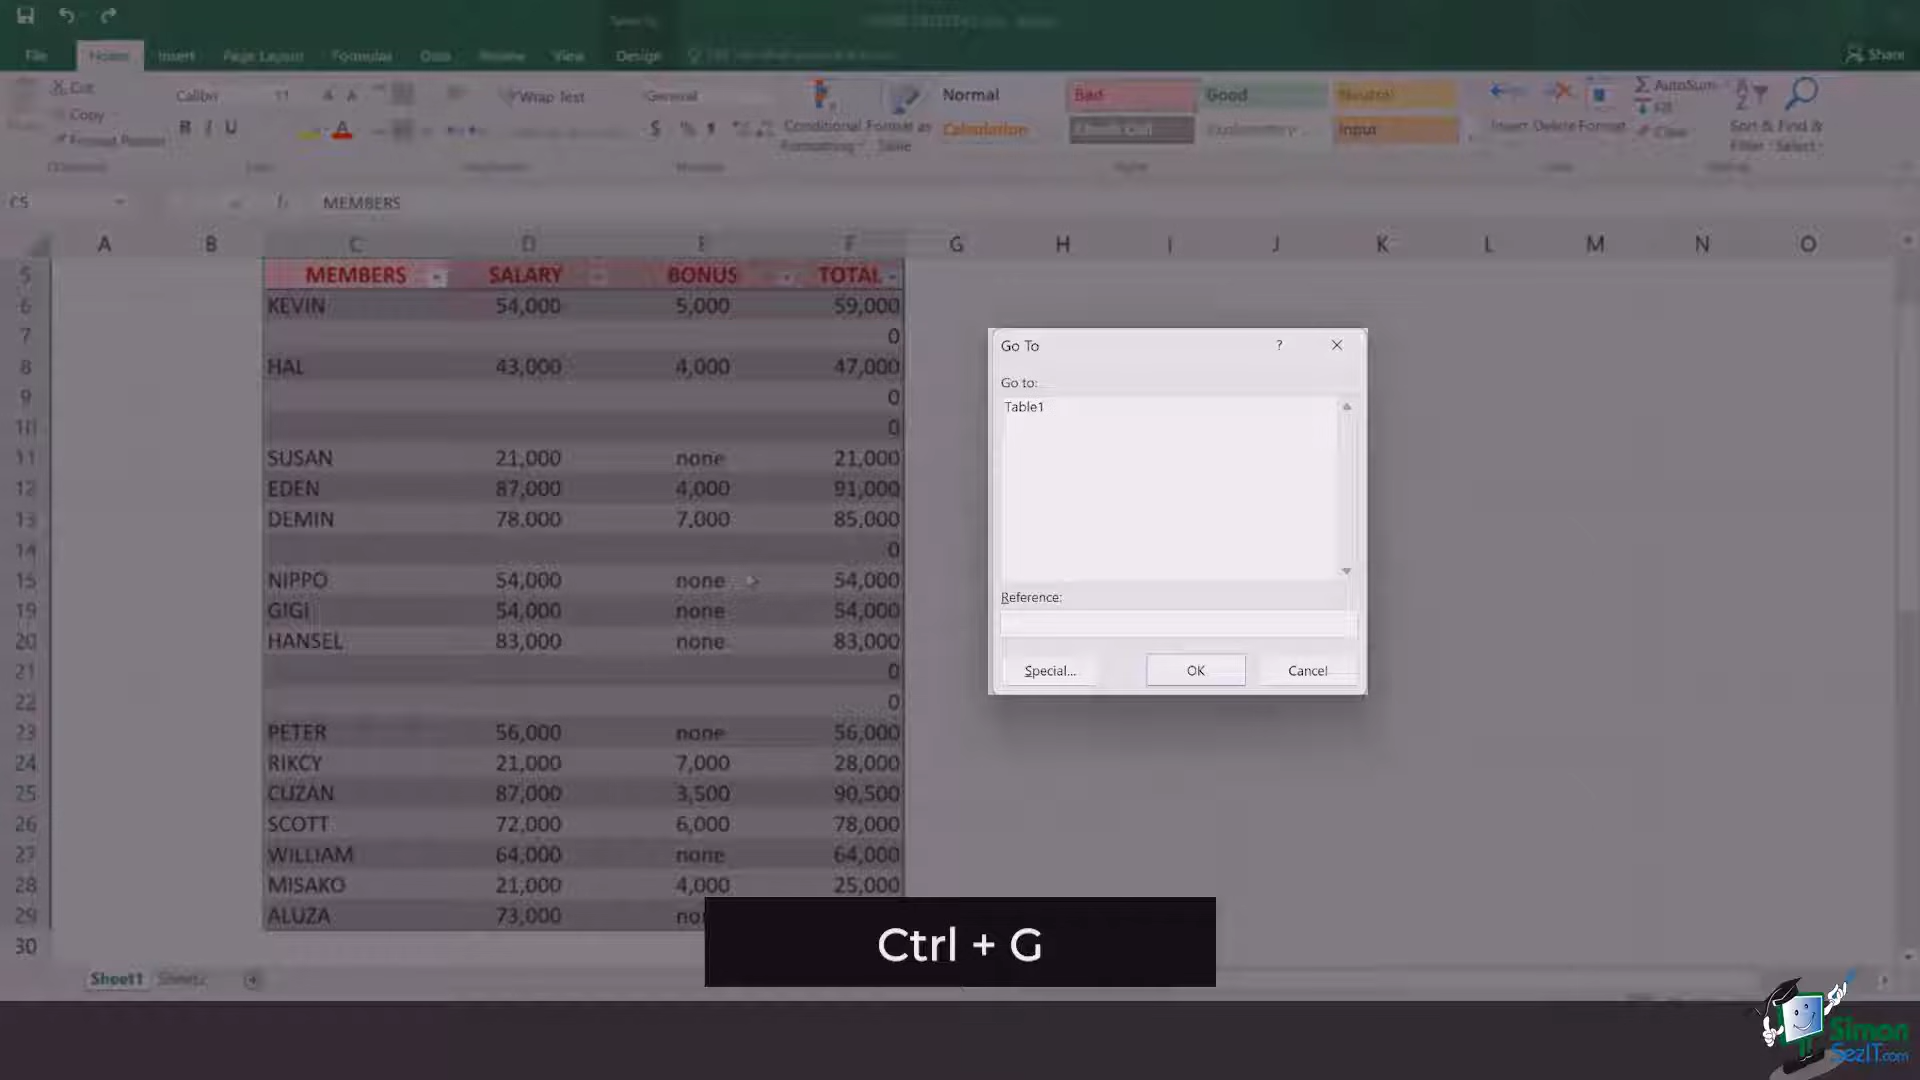 File Home Insert Page Layout Formulas Data Review View Design
Share
Cut
Copy
Format Painter
Calibri 11
B I U
Wrap Text
General
$ %
Conditional
Formatting
Format as
Table
Normal Bad Good Neutral
Calculation Input
Insert Delete Format
AutoSum
Fill
Clear
Sort &
Filter
Find &
Select
C5 MEMBERS
A B C D E F G H I J K L M N O
5 MEMBERS SALARY BONUS TOTAL
6 KEVIN 54,000 5,000 59,000
7 0
8 HAL 43,000 4,000 47,000
9 0
10 0
11 SUSAN 21,000 none 21,000
12 EDEN 87,000 4,000 91,000
13 DEMIN 78,000 7,000 85,000
14 0
15 NIPPO 54,000 none 54,000
19 GIGI 54,000 none 54,000
20 HANSEL 83,000 none 83,000
21 0
22 0
23 PETER 56,000 none 56,000
24 RIKCY 21,000 7,000 28,000
25 CUZAN 87,000 3,500 90,500
26 SCOTT 72,000 6,000 78,000
27 WILLIAM 64,000 none 64,000
28 MISAKO 21,000 4,000 25,000
29 ALUZA 73,000
30
Go To ?
Go to:
Table1
Reference:
Special... OK Cancel
Ctrl + G
Sheet1 Sheet2
Simon
SezIT.com